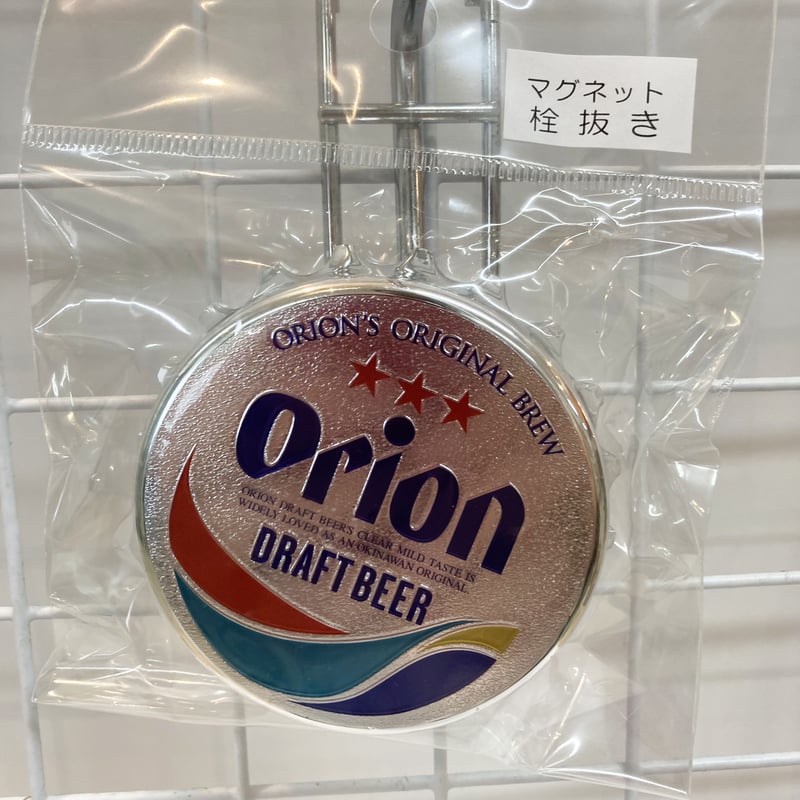 マグネット
栓抜き
ORION'S ORIGINAL BREW
Orion
ORION DRAFT BEERS CLEAR MILD TASTE IS
WIDELY LOVED AS AN OKINAWAN ORIGINAL
DRAFT BEER